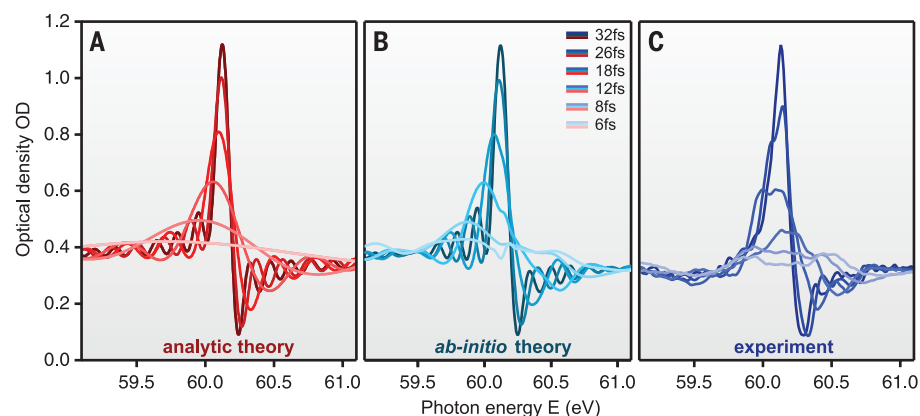 A
B
C
32fs
26fs
18fs
12fs
8fs
6fs
1.2
1.0
0.8
0.6
0.4
0.2
0.0
Optical density OD
analytic theory
ab-initio theory
experiment
59.5 60.0 60.5 61.0
59.5 60.0 60.5 61.0
59.5 60.0 60.5 61.0
Photon energy E (eV)